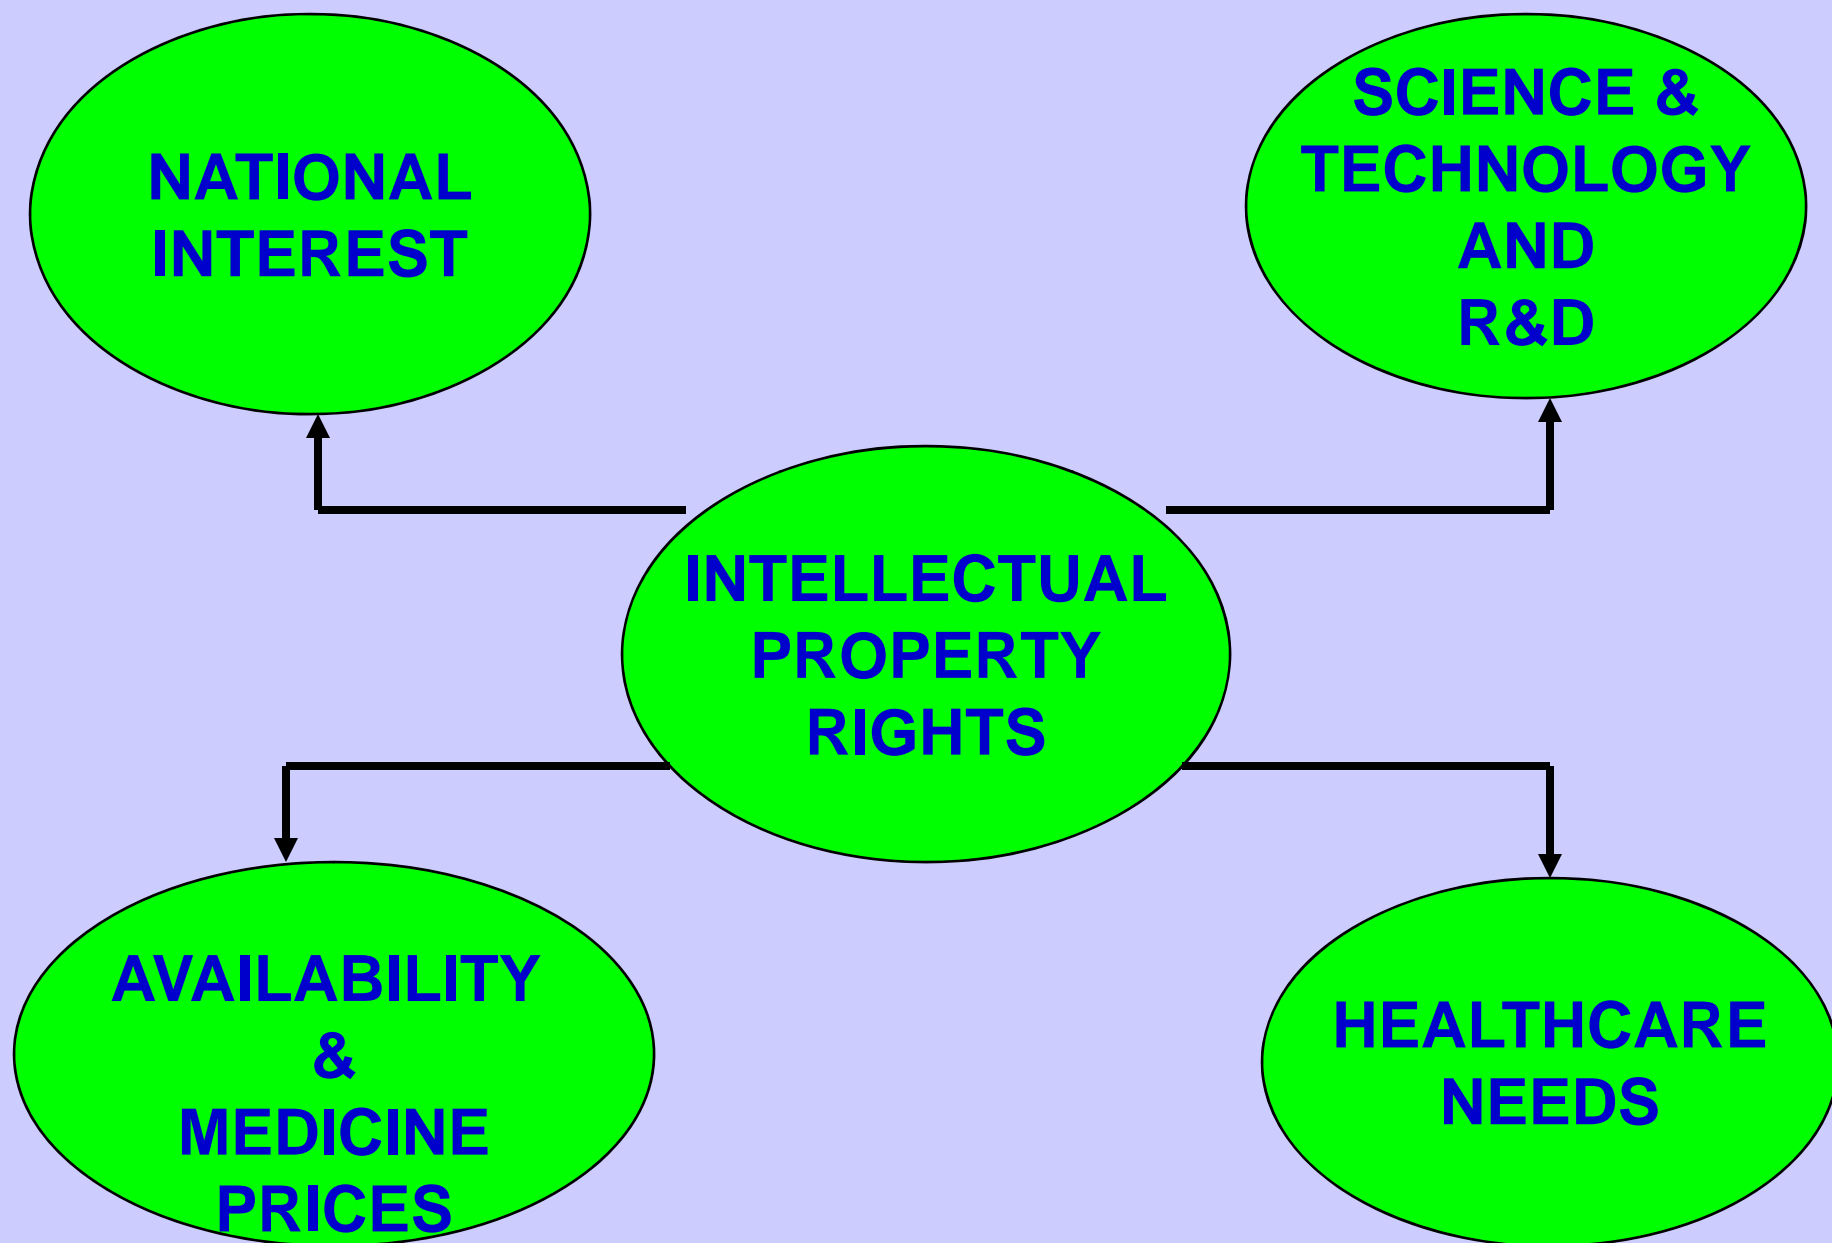 NATIONAL
INTEREST
SCIENCE &
TECHNOLOGY
AND
R&D
INTELLECTUAL
PROPERTY
RIGHTS
AVAILABILITY
&
MEDICINE
PRICES
HEALTHCARE
NEEDS